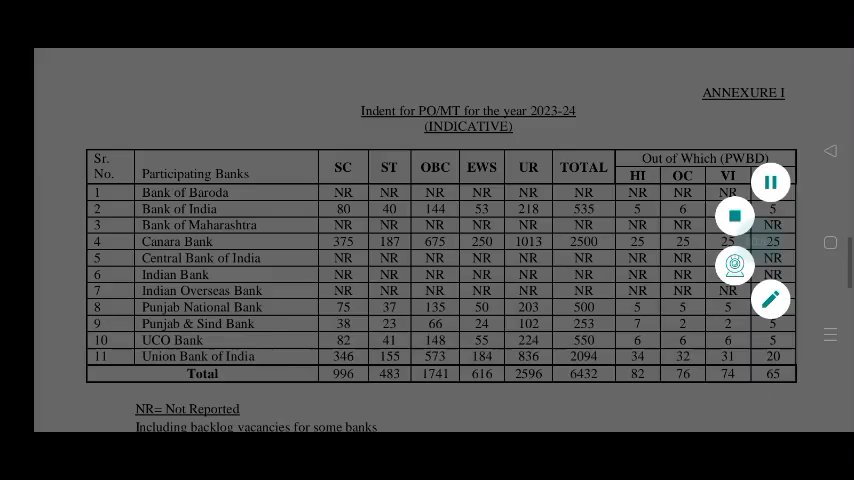 ANNEXURE I
Indent for PO/MT for the year 2023-24
(INDICATIVE)
Sr. No. Participating Banks SC ST OBC EWS UR TOTAL Out of Which (PWBD) HI OC VI
1 Bank of Baroda NR NR NR NR NR NR NR NR NR
2 Bank of India 80 40 144 53 218 535 5 6 5
3 Bank of Maharashtra NR NR NR NR NR NR NR NR NR
4 Canara Bank 375 187 675 250 1013 2500 25 25 25 25
5 Central Bank of India NR NR NR NR NR NR NR NR NR
6 Indian Bank NR NR NR NR NR NR NR NR NR
7 Indian Overseas Bank NR NR NR NR NR NR NR NR NR
8 Punjab National Bank 75 37 135 50 203 500 5 5 5
9 Punjab & Sind Bank 38 23 66 24 102 253 7 2 2 5
10 UCO Bank 82 41 148 55 224 550 6 6 6 5
11 Union Bank of India 346 155 573 184 836 2094 34 32 31 20
Total 996 483 1741 616 2596 6432 82 76 74 65
NR= Not Reported
Including backlog vacancies for some banks